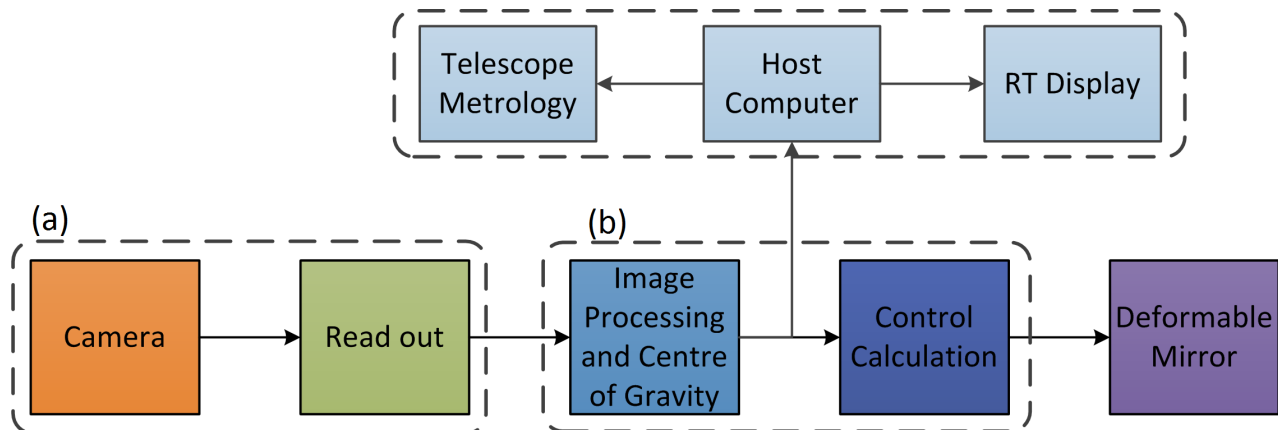 Telescope
Metrology
Host
Computer
RT Display
(a)
(b)
Camera
Read out
Image
Processing
and Centre
of Gravity
Control
Calculation
Deformable
Mirror